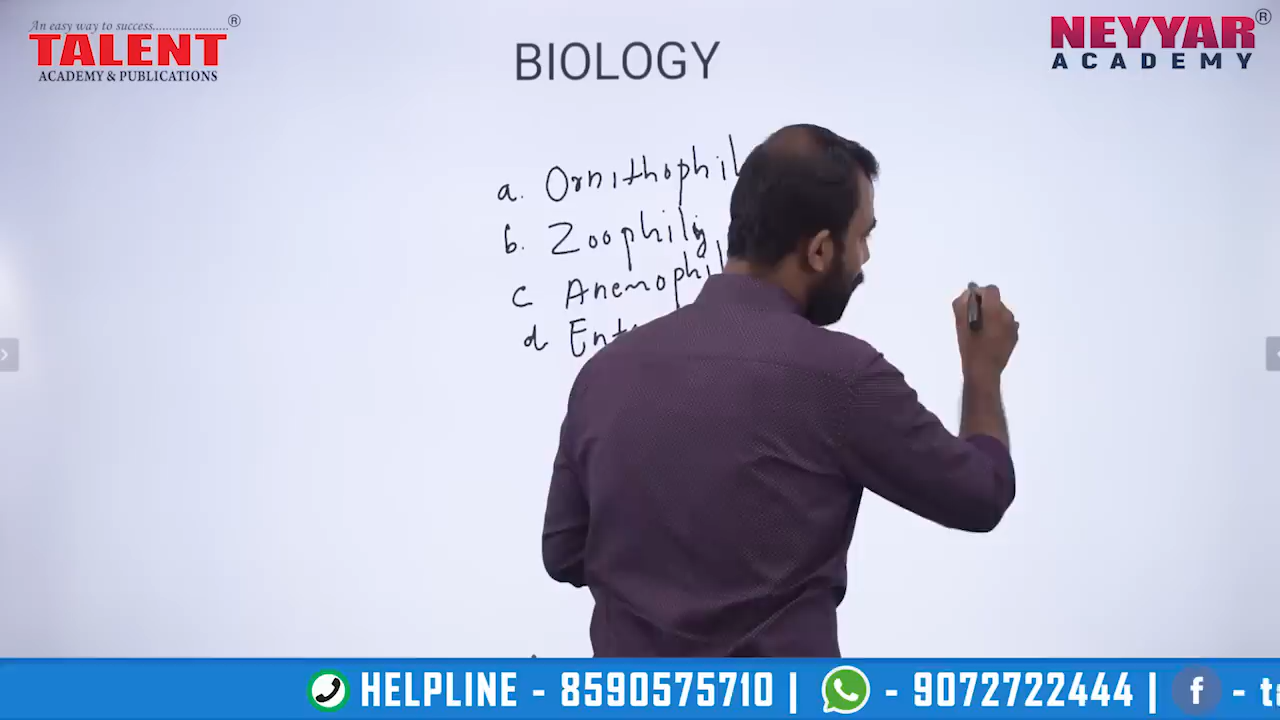 An easy way to success.................. ®
TALENT
ACADEMY & PUBLICATIONS
BIOLOGY
NEYYAR ®
ACADEMY
a. Ornithophil
b. Zoophily
c Anemophil
d Ent
HELPLINE - 8590575710 | - 9072722444 | f -